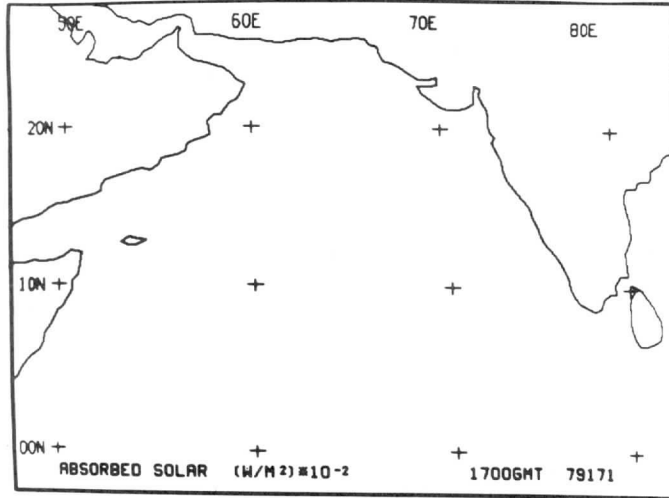 50E 60E 70E 80E
20N
10N
00N
ABSORBED SOLAR (W/M²)*10⁻² 1700GMT 79171